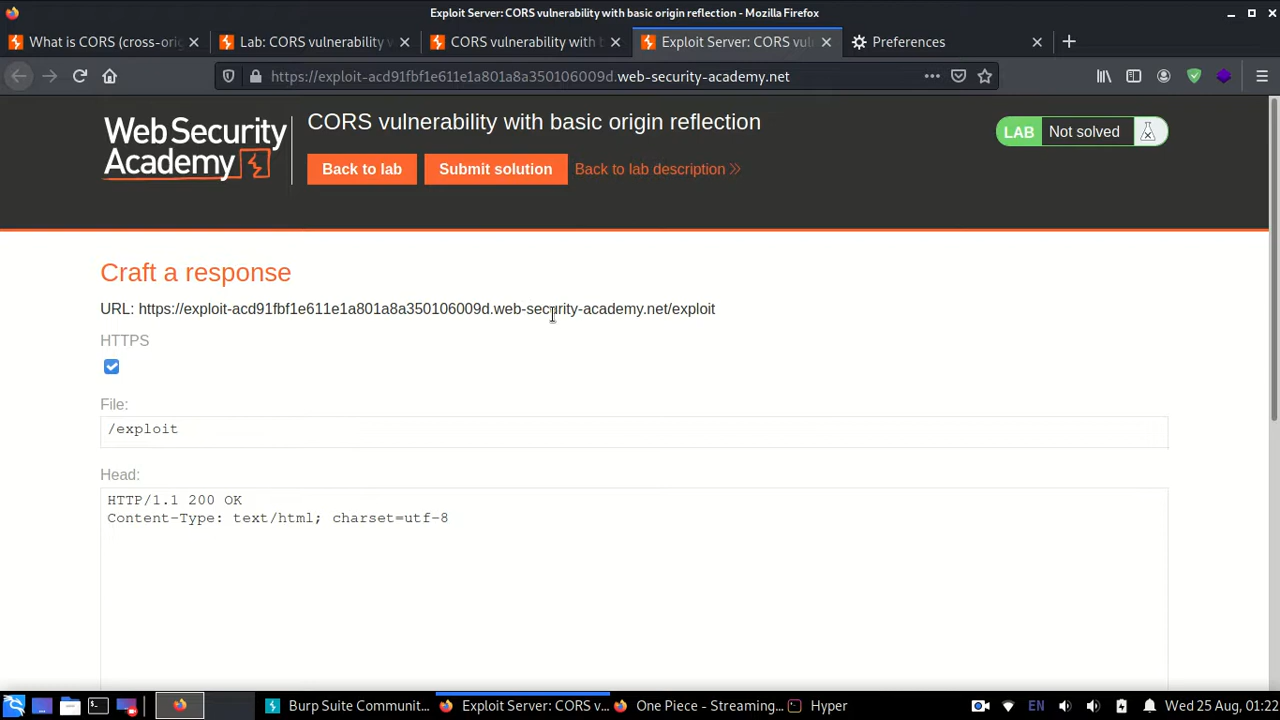 Exploit Server: CORS vulnerability with basic origin reflection - Mozilla Firefox
What is CORS (cross-ori
Lab: CORS vulnerability
CORS vulnerability with b
Exploit Server: CORS vul
Preferences
https://exploit-acd91fbf1e611e1a801a8a350106009d.web-security-academy.net
WebSecurity
Academy
CORS vulnerability with basic origin reflection
LAB Not solved
Back to lab
Submit solution
Back to lab description
Craft a response
URL: https://exploit-acd91fbf1e611e1a801a8a350106009d.web-security-academy.net/exploit
HTTPS
File:
/exploit
Head:
HTTP/1.1 200 OK
Content-Type: text/html; charset=utf-8
Burp Suite Communit...
Exploit Server: CORS v...
One Piece - Streaming...
Hyper
EN
Wed 25 Aug, 01:22